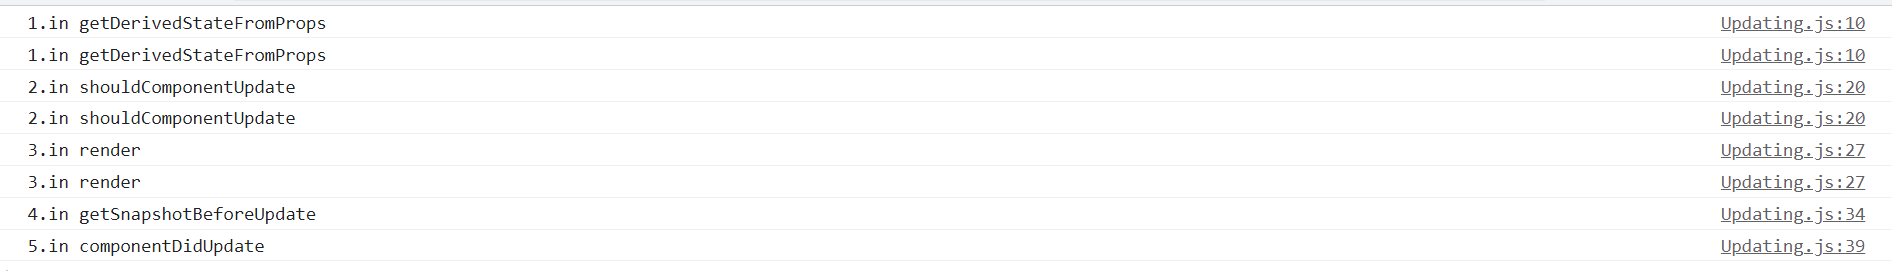 1.in getDerivedStateFromProps Updating.js:10
1.in getDerivedStateFromProps Updating.js:10
2.in shouldComponentUpdate Updating.js:20
2.in shouldComponentUpdate Updating.js:20
3.in render Updating.js:27
3.in render Updating.js:27
4.in getSnapshotBeforeUpdate Updating.js:34
5.in componentDidUpdate Updating.js:39